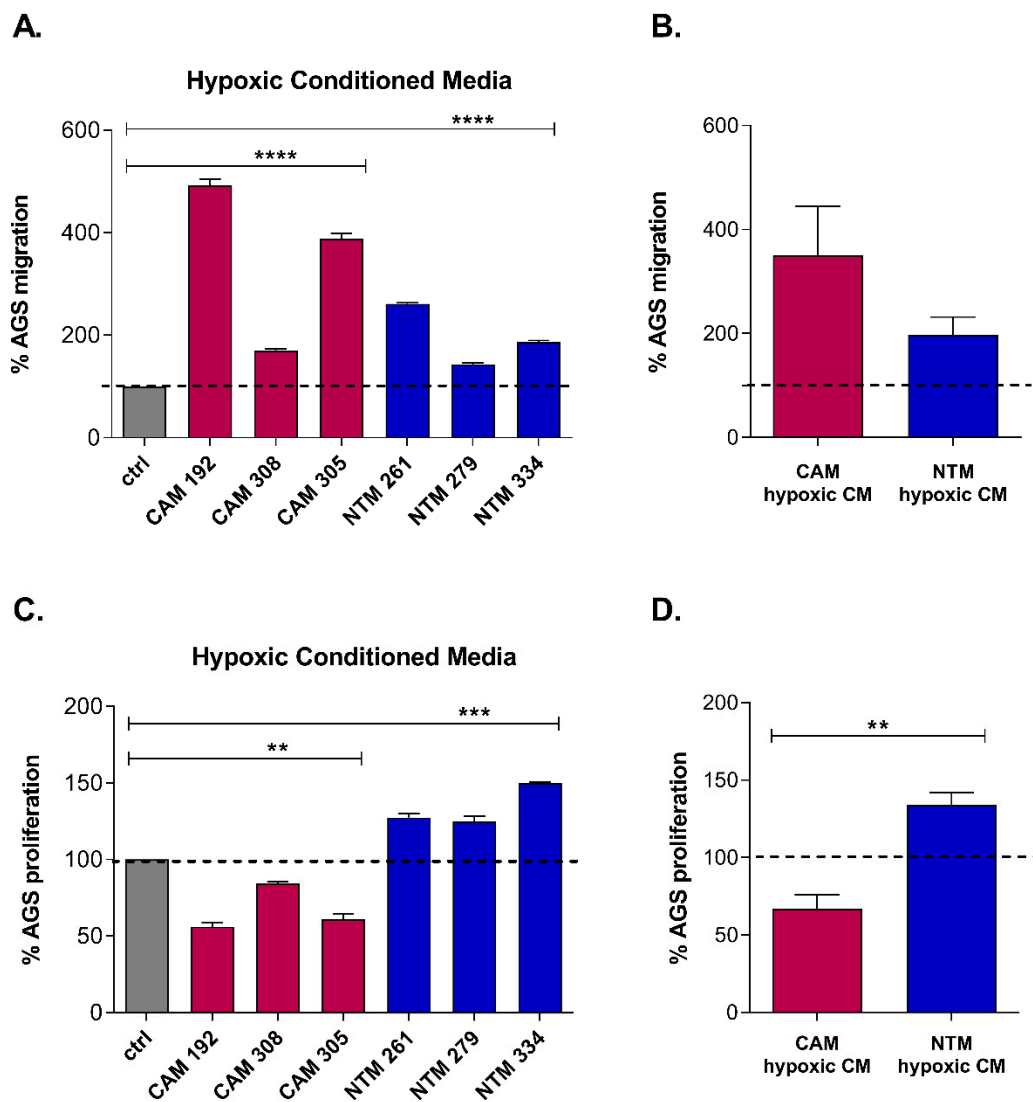 A.
Hypoxic Conditioned Media
% AGS migration
600
400
200
0
****
****
ctrl
CAM 192
CAM 308
CAM 305
NTM 261
NTM 279
NTM 334
B.
% AGS migration
600
400
200
0
CAM
hypoxic CM
NTM
hypoxic CM
C.
Hypoxic Conditioned Media
% AGS proliferation
200
150
100
50
0
***
**
ctrl
CAM 192
CAM 308
CAM 305
NTM 261
NTM 279
NTM 334
D.
% AGS proliferation
200
150
100
50
0
**
CAM
hypoxic CM
NTM
hypoxic CM